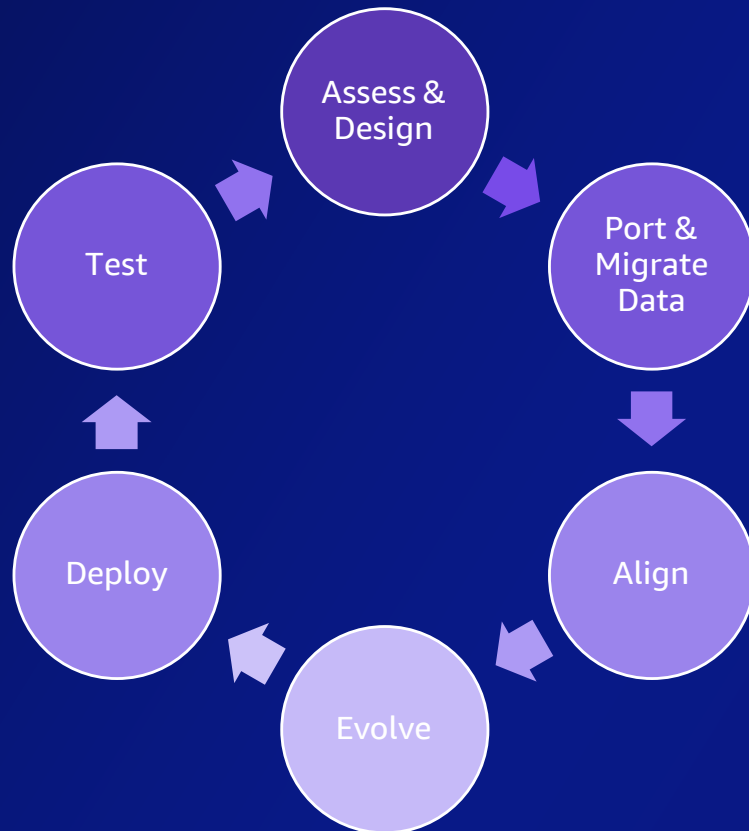 Assess &
Design
Port &
Migrate
Data
Align
Evolve
Deploy
Test